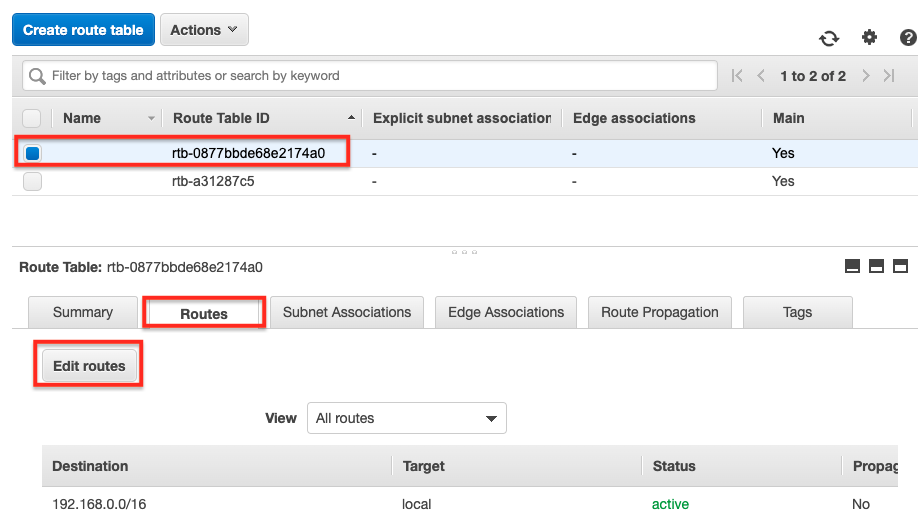 Create route table Actions
Filter by tags and attributes or search by keyword 1 to 2 of 2
Name Route Table ID Explicit subnet association Edge associations Main
rtb-0877bbde68e2174a0 - - Yes
rtb-a31287c5 - - Yes
Route Table: rtb-0877bbde68e2174a0
Summary Routes Subnet Associations Edge Associations Route Propagation Tags
Edit routes
View All routes
Destination Target Status Propag
192.168.0.0/16 local active No